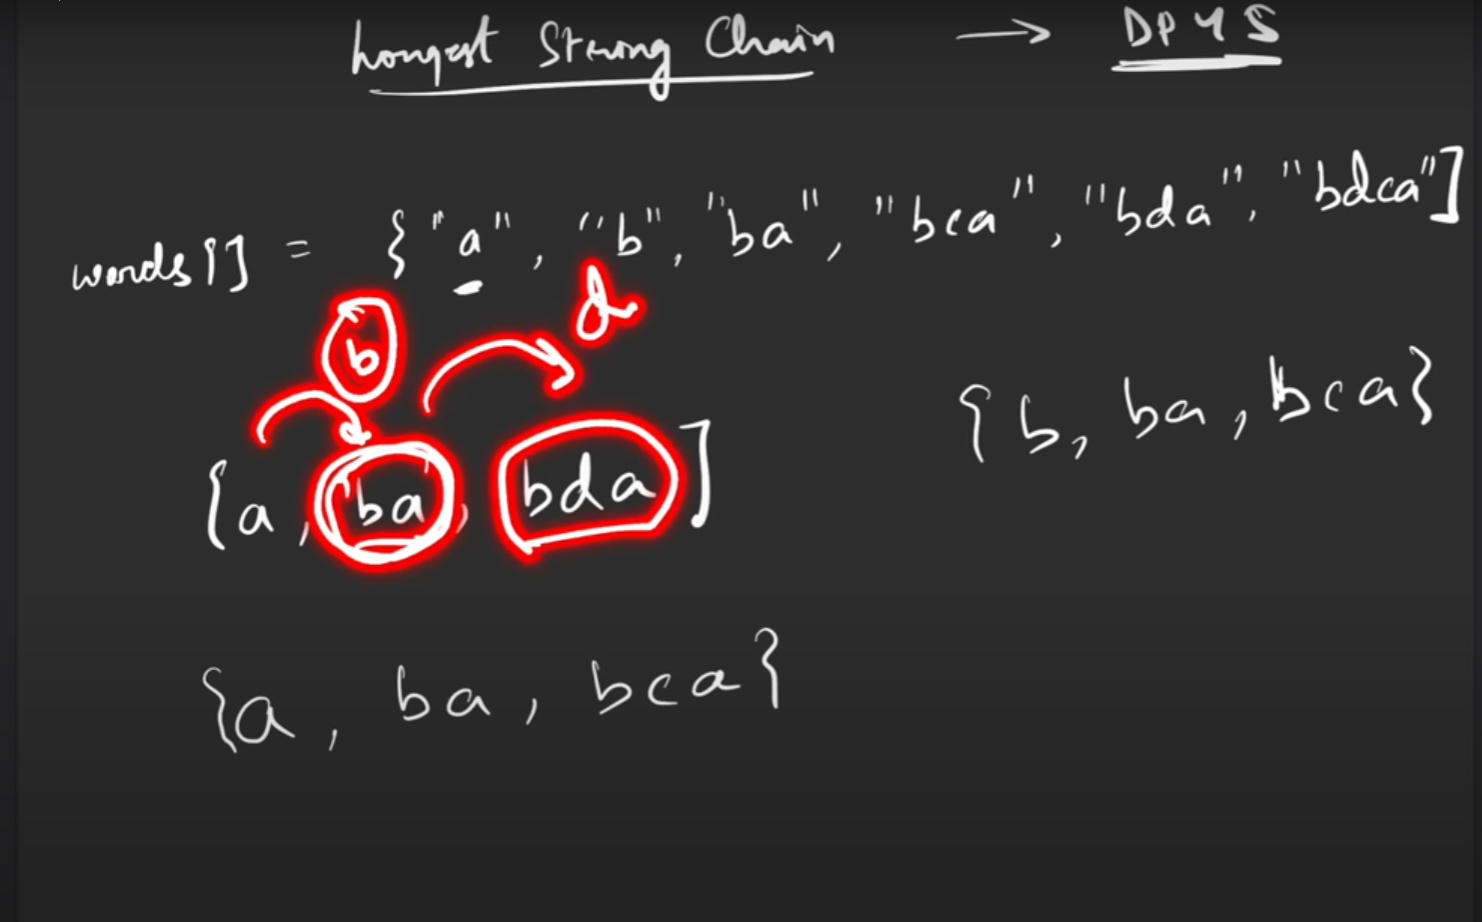 Longest String Chain → DP 45
words[] = {"a", "b", "ba", "bca", "bda", "bdca"]
b d
{b, ba, bca}
[a, ba, bda]
{a, ba, bca}